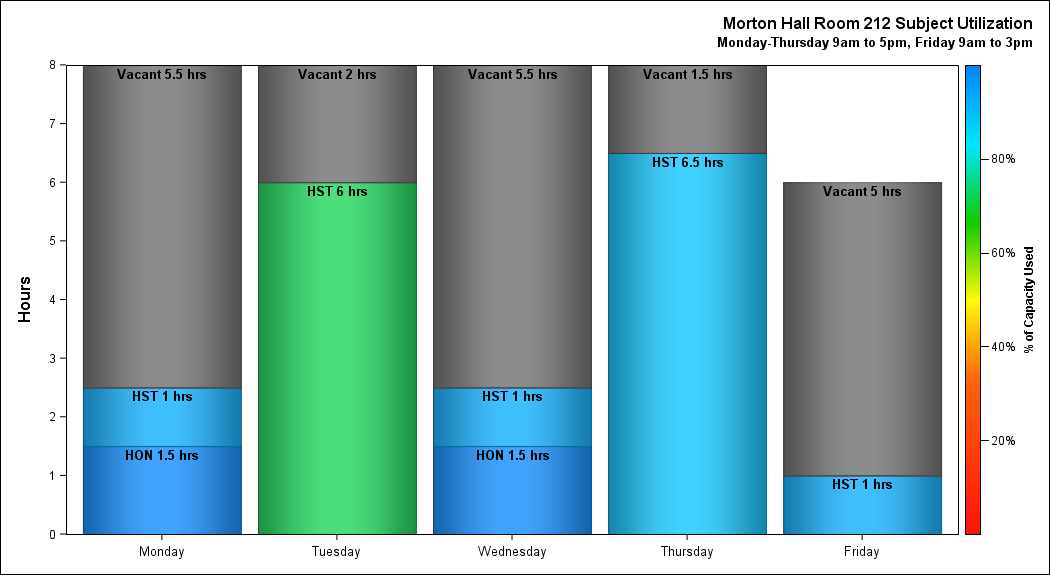 Morton Hall Room 212 Subject Utilization
Monday-Thursday 9am to 5pm, Friday 9am to 3pm
Hours
8
7
6
5
4
3
2
1
0
Vacant 5.5 hrs
HST 1 hrs
HON 1.5 hrs
Vacant 2 hrs
HST 6 hrs
Vacant 5.5 hrs
HST 1 hrs
HON 1.5 hrs
Vacant 1.5 hrs
HST 6.5 hrs
Vacant 5 hrs
HST 1 hrs
Monday
Tuesday
Wednesday
Thursday
Friday
80%
60%
40%
20%
% of Capacity Used